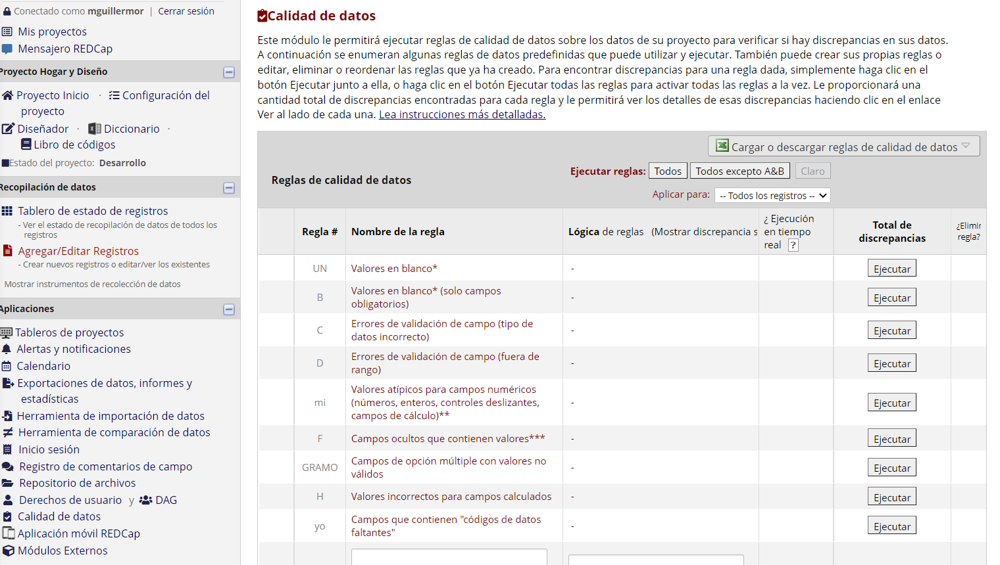 Conectado como mguillermor | Cerrar sesión
Mis proyectos
Mensajero REDCap
Proyecto Hogar y Diseño
Proyecto Inicio · Configuración del
proyecto
Diseñador · Diccionario ·
Libro de códigos
Estado del proyecto: Desarrollo
Recopilación de datos
Tablero de estado de registros
- Ver el estado de recopilación de datos de todos los
registros
Agregar/Editar Registros
- Crear nuevos registros o editar/ver los existentes
Mostrar instrumentos de recolección de datos
Aplicaciones
Tableros de proyectos
Alertas y notificaciones
Calendario
Exportaciones de datos, informes y
estadísticas
Herramienta de importación de datos
Herramienta de comparación de datos
Inicio sesión
Registro de comentarios de campo
Repositorio de archivos
Derechos de usuario y DAG
Calidad de datos
Aplicación móvil REDCap
Módulos Externos
Calidad de datos
Este módulo le permitirá ejecutar reglas de calidad de datos sobre los datos de su proyecto para verificar si hay discrepancias en sus datos.
A continuación se enumeran algunas reglas de datos predefinidas que puede utilizar y ejecutar. También puede crear sus propias reglas o
editar, eliminar o reordenar las reglas que ya ha creado. Para encontrar discrepancias para una regla dada, simplemente haga clic en el
botón Ejecutar junto a ella, o haga clic en el botón Ejecutar todas las reglas para activar todas las reglas a la vez. Le proporcionará una
cantidad total de discrepancias encontradas para cada regla y le permitirá ver los detalles de esas discrepancias haciendo clic en el enlace
Ver al lado de cada una. Lea instrucciones más detalladas.
Cargar o descargar reglas de calidad de datos
Reglas de calidad de datos
Ejecutar reglas: Todos Todos excepto A&B Claro
Aplicar para: -- Todos los registros --
Regla # Nombre de la regla Lógica de reglas (Mostrar discrepancia s
¿ Ejecución
en tiempo
real ?
Total de
discrepancias
¿Elimir
regla?
UN Valores en blanco* - Ejecutar
B Valores en blanco* (solo campos
obligatorios) - Ejecutar
C Errores de validación de campo (tipo de
datos incorrecto) - Ejecutar
D Errores de validación de campo (fuera de
rango) - Ejecutar
mi Valores atípicos para campos numéricos
(números, enteros, controles deslizantes,
campos de cálculo)** - Ejecutar
F Campos ocultos que contienen valores*** - Ejecutar
GRAMO Campos de opción múltiple con valores no
válidos - Ejecutar
H Valores incorrectos para campos calculados - Ejecutar
yo Campos que contienen "códigos de datos
faltantes" - Ejecutar